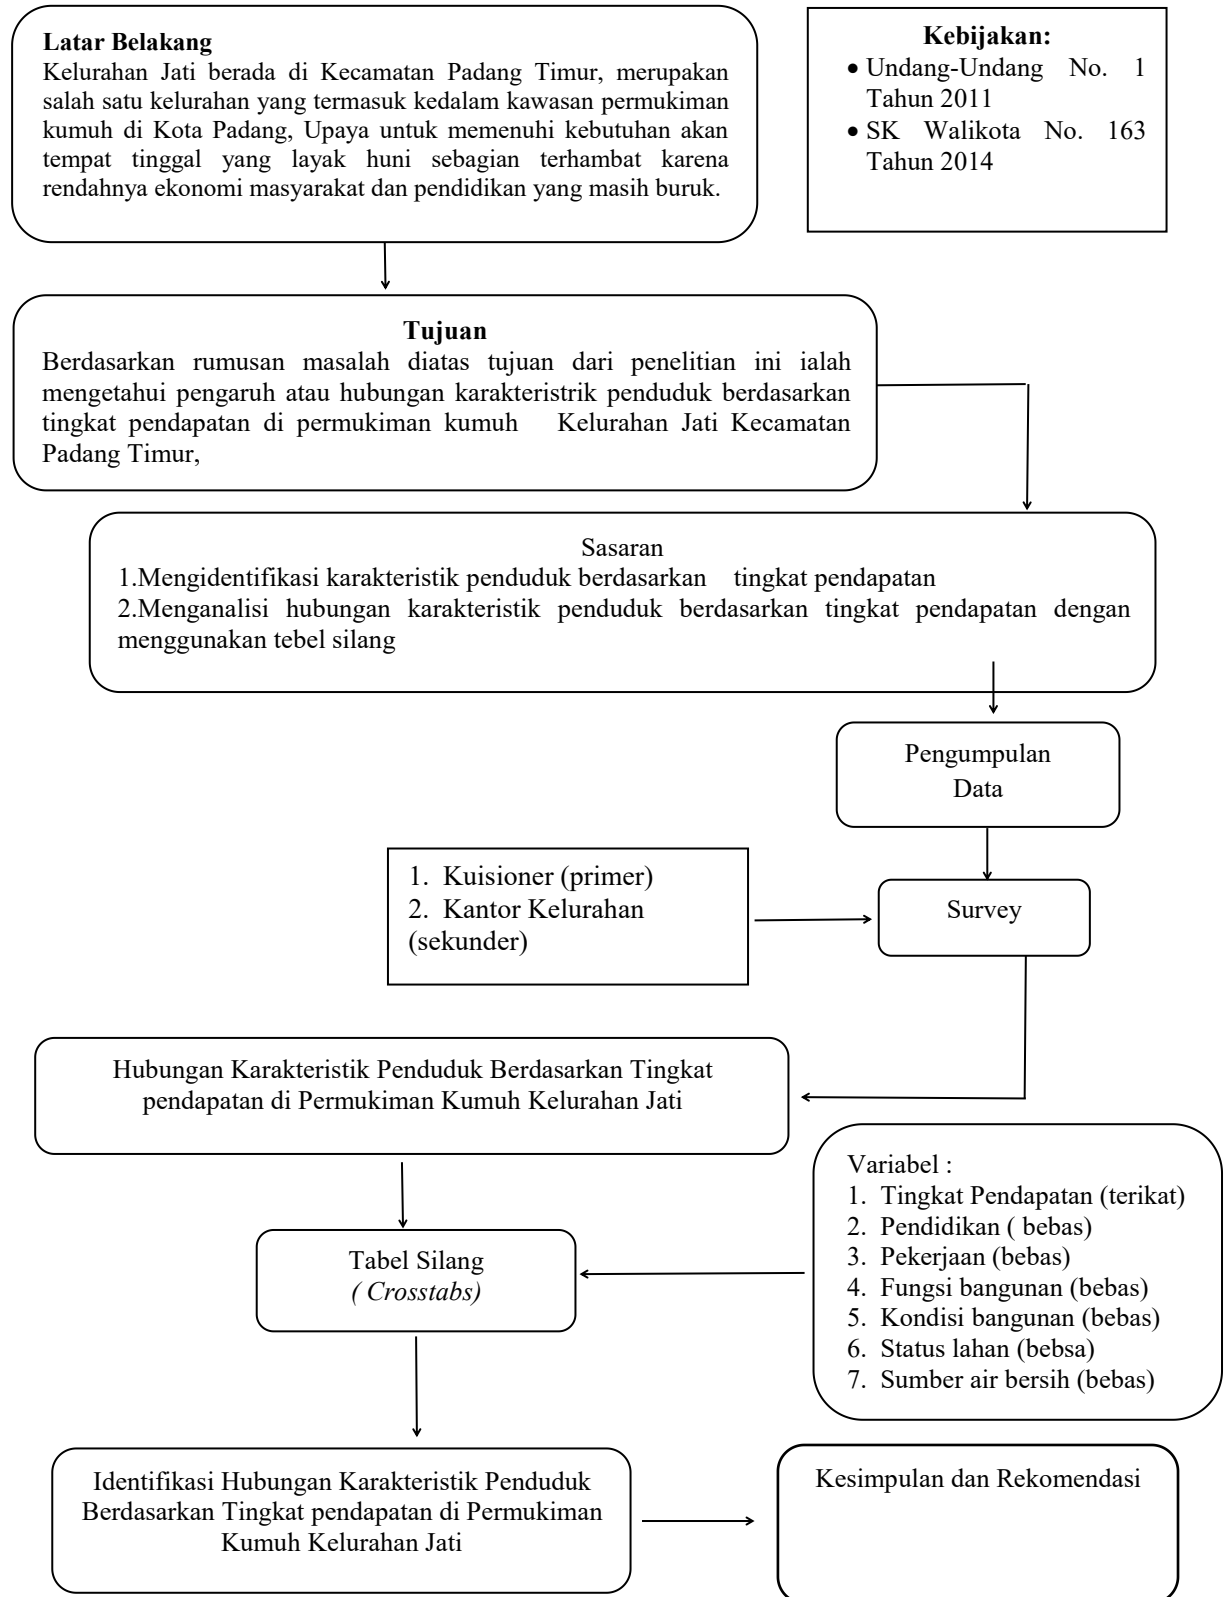 Latar Belakang
Kelurahan Jati berada di Kecamatan Padang Timur, merupakan
salah satu kelurahan yang termasuk kedalam kawasan permukiman
kumuh di Kota Padang, Upaya untuk memenuhi kebutuhan akan
tempat tinggal yang layak huni sebagian terhambat karena
rendahnya ekonomi masyarakat dan pendidikan yang masih buruk.
Kebijakan:
• Undang-Undang No. 1
Tahun 2011
• SK Walikota No. 163
Tahun 2014
Tujuan
Berdasarkan rumusan masalah diatas tujuan dari penelitian ini ialah
mengetahui pengaruh atau hubungan karakteristrik penduduk berdasarkan
tingkat pendapatan di permukiman kumuh Kelurahan Jati Kecamatan
Padang Timur,
Sasaran
1.Mengidentifikasi karakteristik penduduk berdasarkan tingkat pendapatan
2.Menganalisi hubungan karakteristik penduduk berdasarkan tingkat pendapatan dengan
menggunakan tebel silang
Pengumpulan
Data
1. Kuisioner (primer)
2. Kantor Kelurahan
(sekunder)
Survey
Hubungan Karakteristik Penduduk Berdasarkan Tingkat
pendapatan di Permukiman Kumuh Kelurahan Jati
Variabel :
1. Tingkat Pendapatan (terikat)
2. Pendidikan ( bebas)
3. Pekerjaan (bebas)
4. Fungsi bangunan (bebas)
5. Kondisi bangunan (bebas)
6. Status lahan (bebsa)
7. Sumber air bersih (bebas)
Tabel Silang
( Crosstabs)
Identifikasi Hubungan Karakteristik Penduduk
Berdasarkan Tingkat pendapatan di Permukiman
Kumuh Kelurahan Jati
Kesimpulan dan Rekomendasi